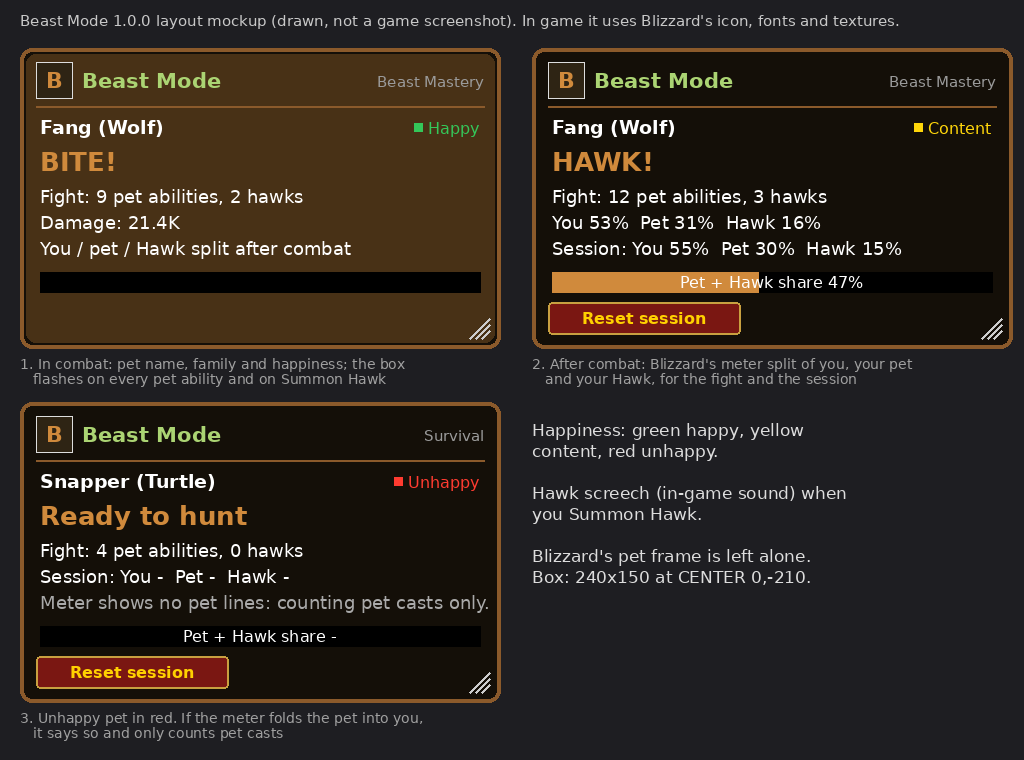 Beast Mode 1.0.0 layout mockup (drawn, not a game screenshot). In game it uses Blizzard's icon, fonts and textures.
B Beast Mode Beast Mastery
Fang (Wolf) Happy
BITE!
Fight: 9 pet abilities, 2 hawks
Damage: 21.4K
You / pet / Hawk split after combat
1. In combat: pet name, family and happiness; the box
flashes on every pet ability and on Summon Hawk
B Beast Mode Beast Mastery
Fang (Wolf) Content
HAWK!
Fight: 12 pet abilities, 3 hawks
You 53% Pet 31% Hawk 16%
Session: You 55% Pet 30% Hawk 15%
Pet + Hawk share 47%
Reset session
2. After combat: Blizzard's meter split of you, your pet
and your Hawk, for the fight and the session
B Beast Mode Survival
Snapper (Turtle) Unhappy
Ready to hunt
Fight: 4 pet abilities, 0 hawks
Session: You - Pet - Hawk -
Meter shows no pet lines: counting pet casts only.
Pet + Hawk share -
Reset session
3. Unhappy pet in red. If the meter folds the pet into you,
it says so and only counts pet casts
Happiness: green happy, yellow
content, red unhappy.
Hawk screech (in-game sound) when
you Summon Hawk.
Blizzard's pet frame is left alone.
Box: 240x150 at CENTER 0,-210.